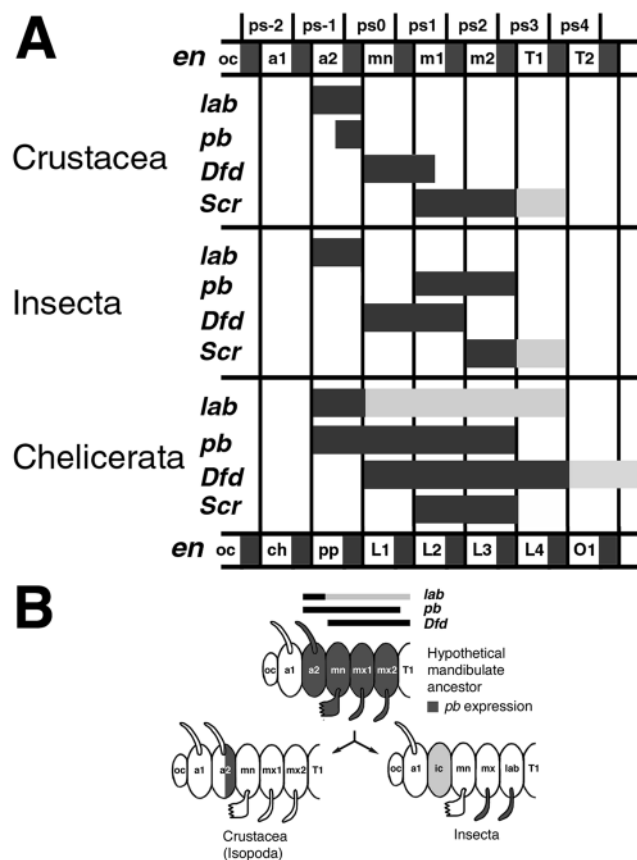 A
ps-2 ps-1 ps0 ps1 ps2 ps3 ps4
en oc a1 a2 mn m1 m2 T1 T2
Crustacea
lab
pb
Dfd
Scr
Insecta
lab
pb
Dfd
Scr
Chelicerata
lab
pb
Dfd
Scr
en oc ch pp L1 L2 L3 L4 O1
B
lab
pb
Dfd
oc a1 a2 mn mx1 mx2 T1
Hypothetical
mandibulate
ancestor
pb expression
oc a1 a2 mn mx1 mx2 T1
Crustacea
(Isopoda)
oc a1 ic mn mx lab T1
Insecta